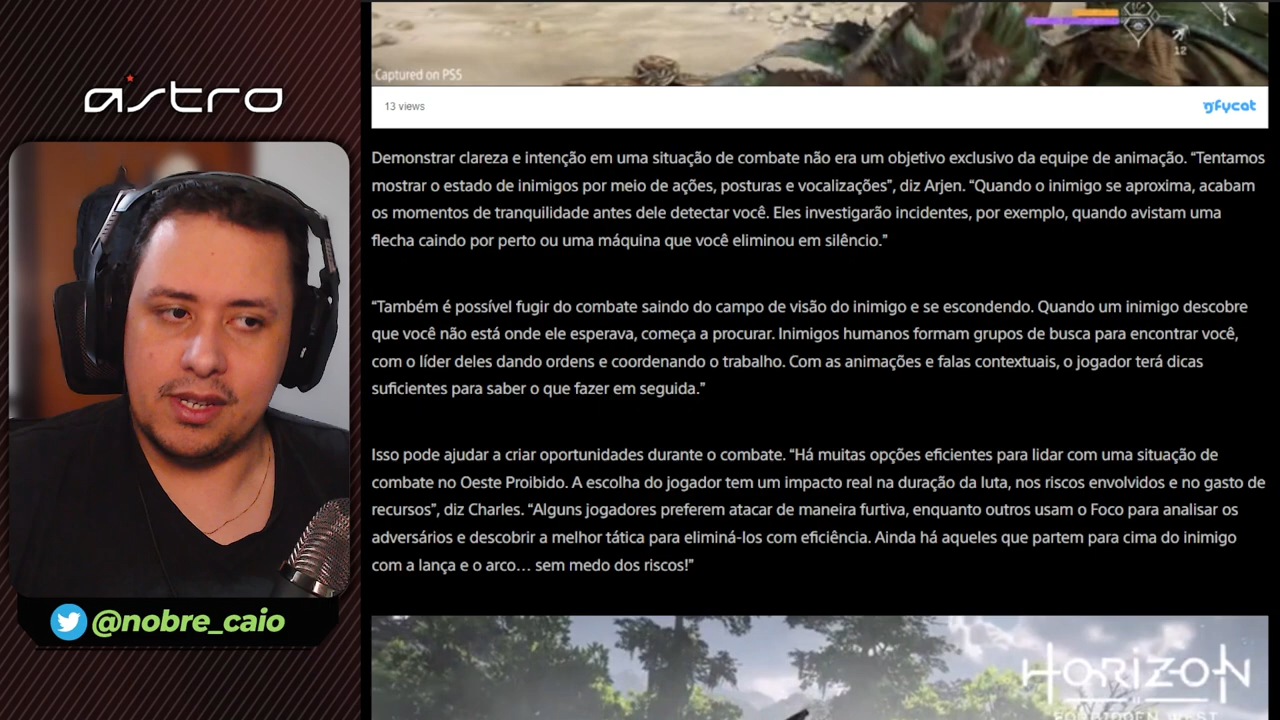 astro
@nobre_caio
12
Captured on PS5
13 views
gfycat
Demonstrar clareza e intenção em uma situação de combate não era um objetivo exclusivo da equipe de animação. “Tentamos
mostrar o estado de inimigos por meio de ações, posturas e vocalizações”, diz Arjen. “Quando o inimigo se aproxima, acabam
os momentos de tranquilidade antes dele detectar você. Eles investigarão incidentes, por exemplo, quando avistam uma
flecha caindo por perto ou uma máquina que você eliminou em silêncio.”
“Também é possível fugir do combate saindo do campo de visão do inimigo e se escondendo. Quando um inimigo descobre
que você não está onde ele esperava, começa a procurar. Inimigos humanos formam grupos de busca para encontrar você,
com o líder deles dando ordens e coordenando o trabalho. Com as animações e falas contextuais, o jogador terá dicas
suficientes para saber o que fazer em seguida.”
Isso pode ajudar a criar oportunidades durante o combate. “Há muitas opções eficientes para lidar com uma situação de
combate no Oeste Proibido. A escolha do jogador tem um impacto real na duração da luta, nos riscos envolvidos e no gasto de
recursos”, diz Charles. “Alguns jogadores preferem atacar de maneira furtiva, enquanto outros usam o Foco para analisar os
adversários e descobrir a melhor tática para eliminá-los com eficiência. Ainda há aqueles que partem para cima do inimigo
com a lança e o arco… sem medo dos riscos!”
HORIZON
FORBIDDEN WEST